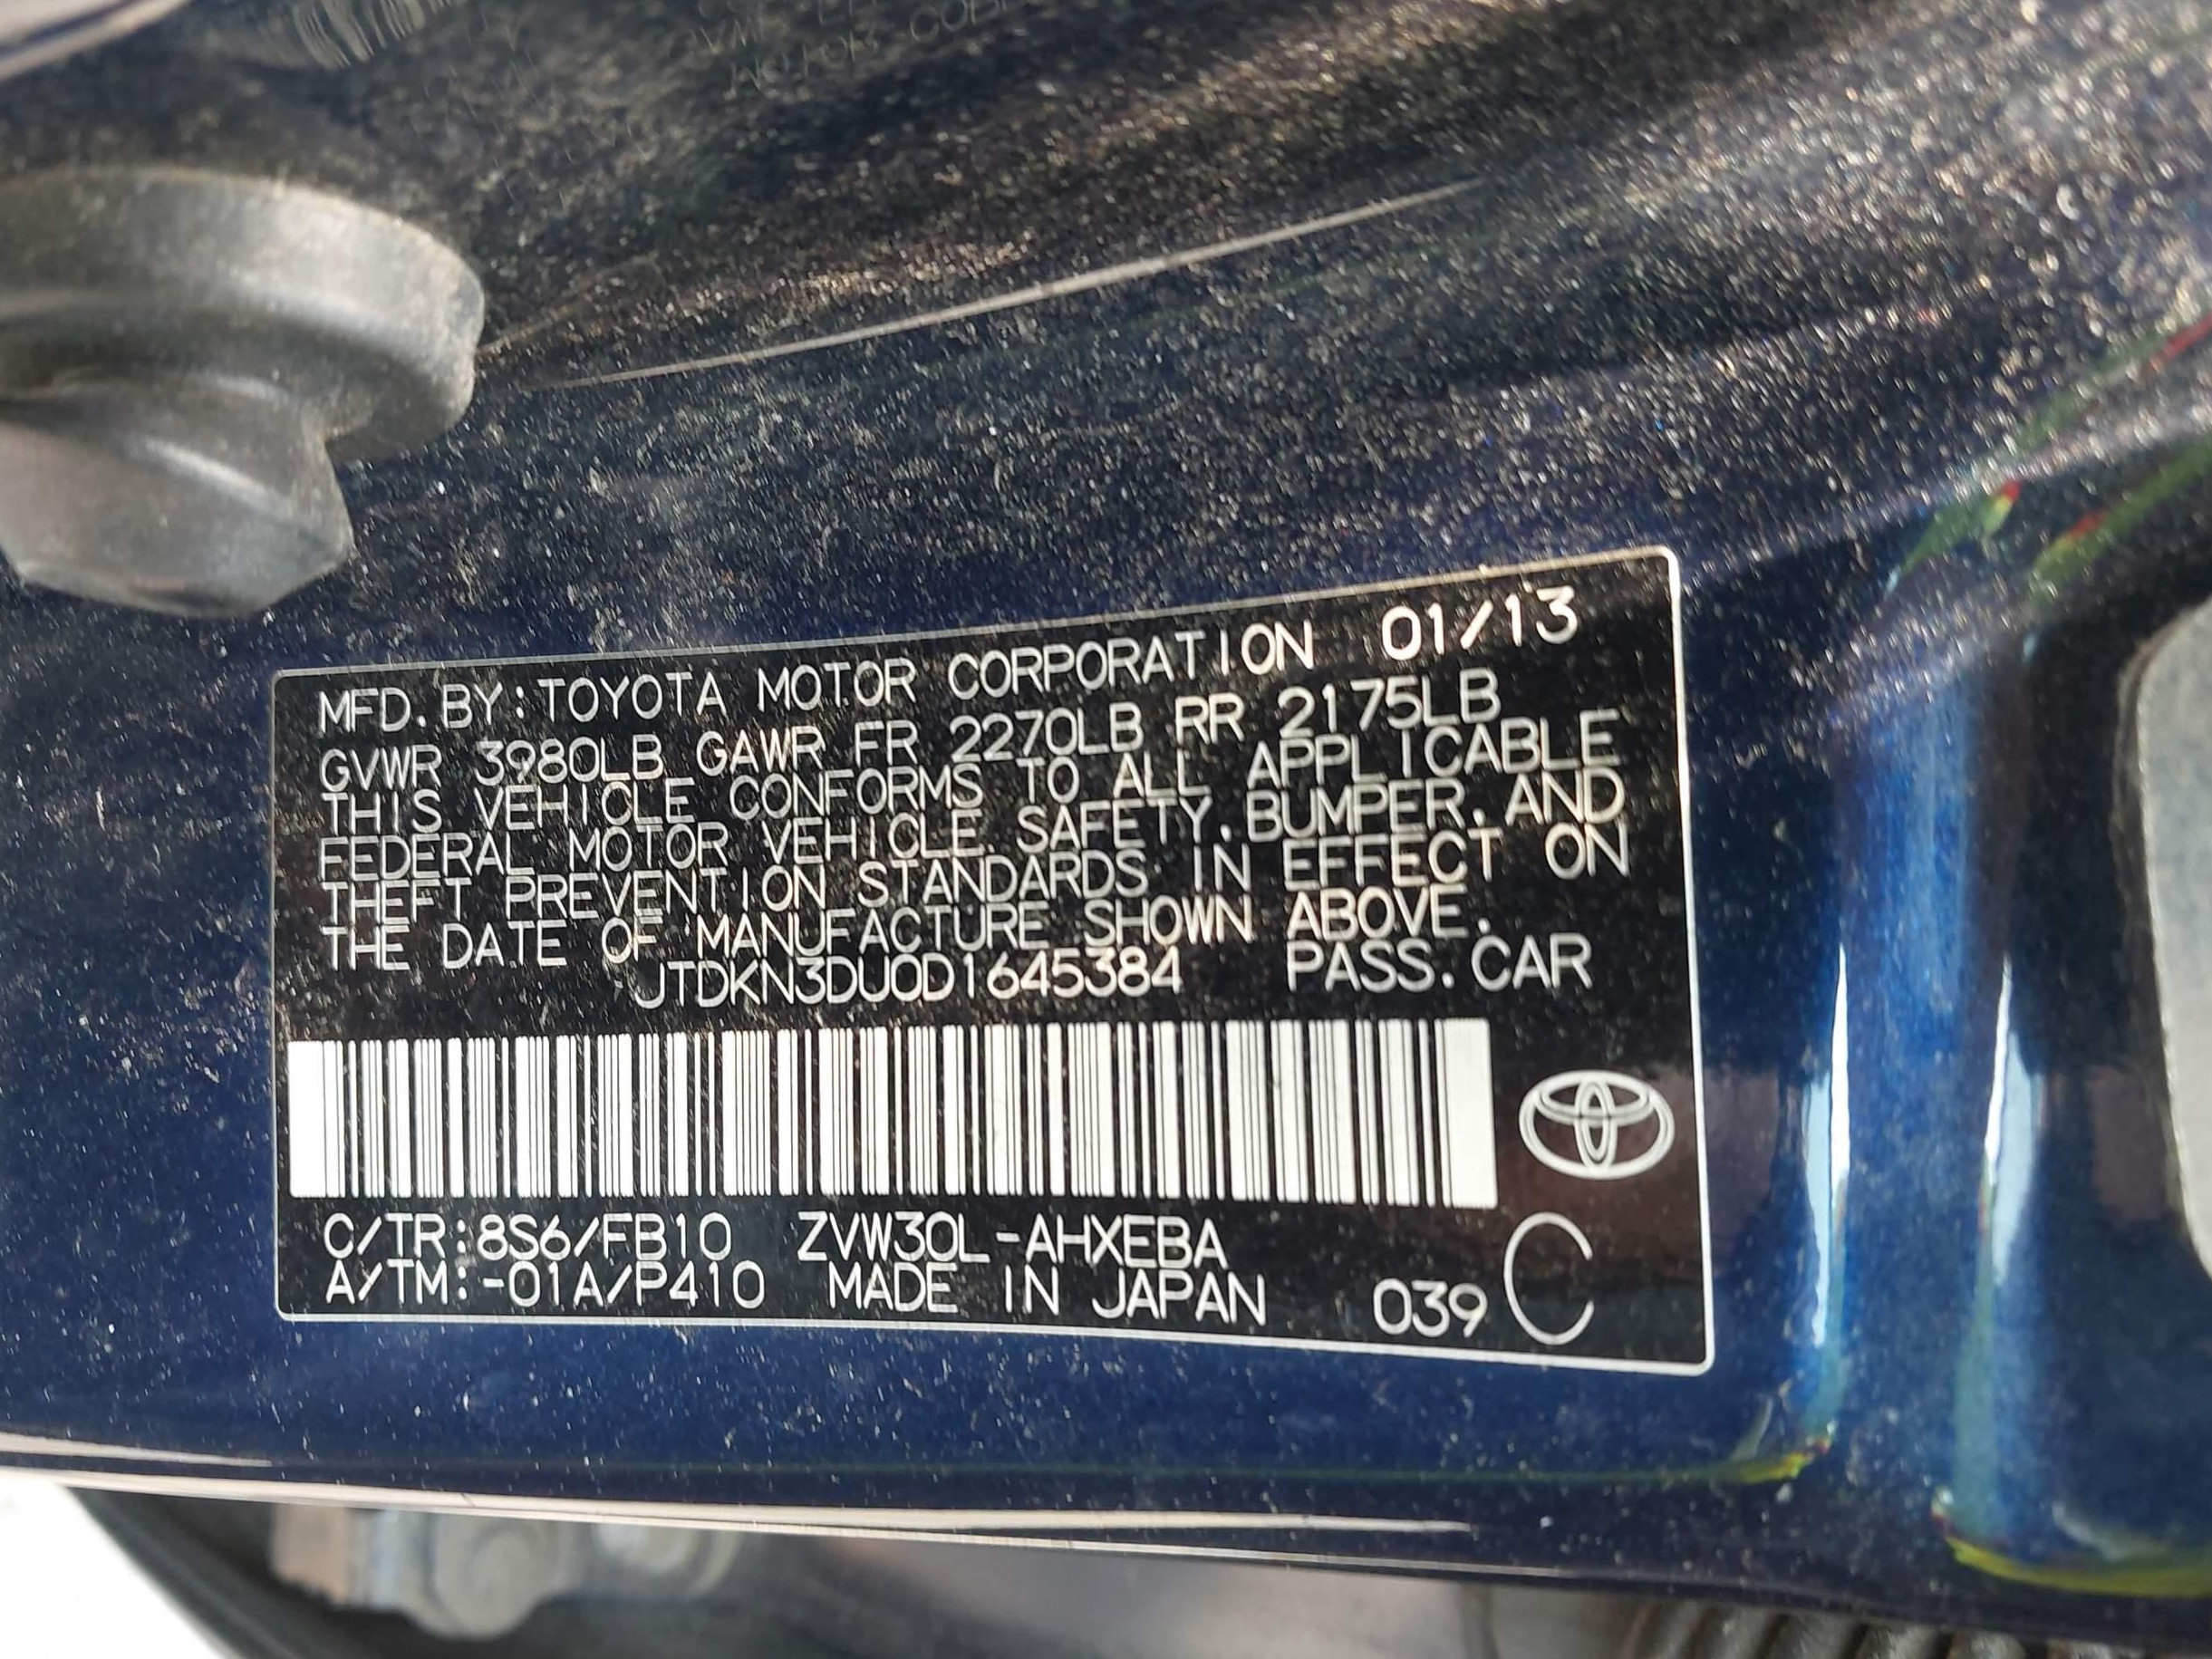 MFD. BY: TOYOTA MOTOR CORPORATION 01/13
GVWR 3980LB GAWR FR 2270LB RR 2175LB
THIS VEHICLE CONFORMS TO ALL APPLICABLE
FEDERAL MOTOR VEHICLE SAFETY, BUMPER, AND
THEFT PREVENTION STANDARDS IN EFFECT ON
THE DATE OF MANUFACTURE SHOWN ABOVE.
JTDKN3DU0D1645384 PASS. CAR
C/TR: 8S6/FB10 ZVW30L-AHXEBA
A/TM: -01A/P410 MADE IN JAPAN 039 C